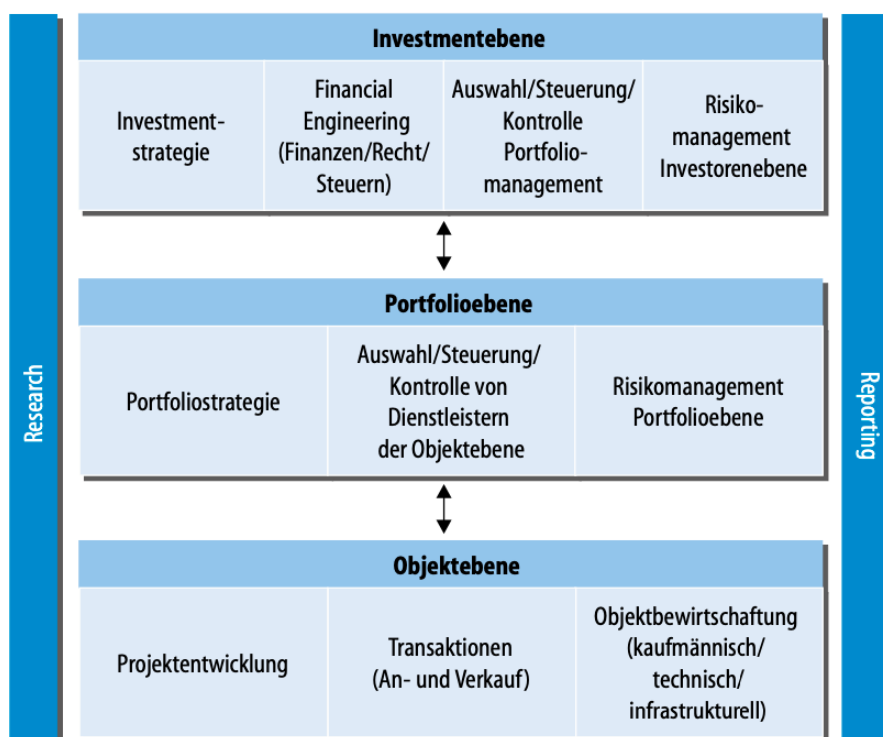 Research
Investmentebene
Investment-
strategie
Financial
Engineering
(Finanzen/Recht/
Steuern)
Auswahl/Steuerung/
Kontrolle
Portfolio-
management
Risiko-
management
Investorenebene
Portfolioebene
Portfoliostrategie
Auswahl/Steuerung/
Kontrolle von
Dienstleistern
der Objektebene
Risikomanagement
Portfolioebene
Objektebene
Projektentwicklung
Transaktionen
(An- und Verkauf)
Objektbewirtschaftung
(kaufmännisch/
technisch/
infrastrukturell)
Reporting